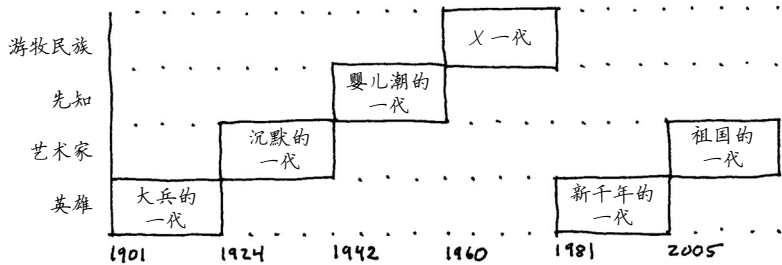 游牧民族
X一代
先知
婴儿潮的
一代
艺术家
沉默的
一代
祖国的
一代
英雄
大兵的
一代
新千年的
一代
1901
1924
1942
1960
1981
2005